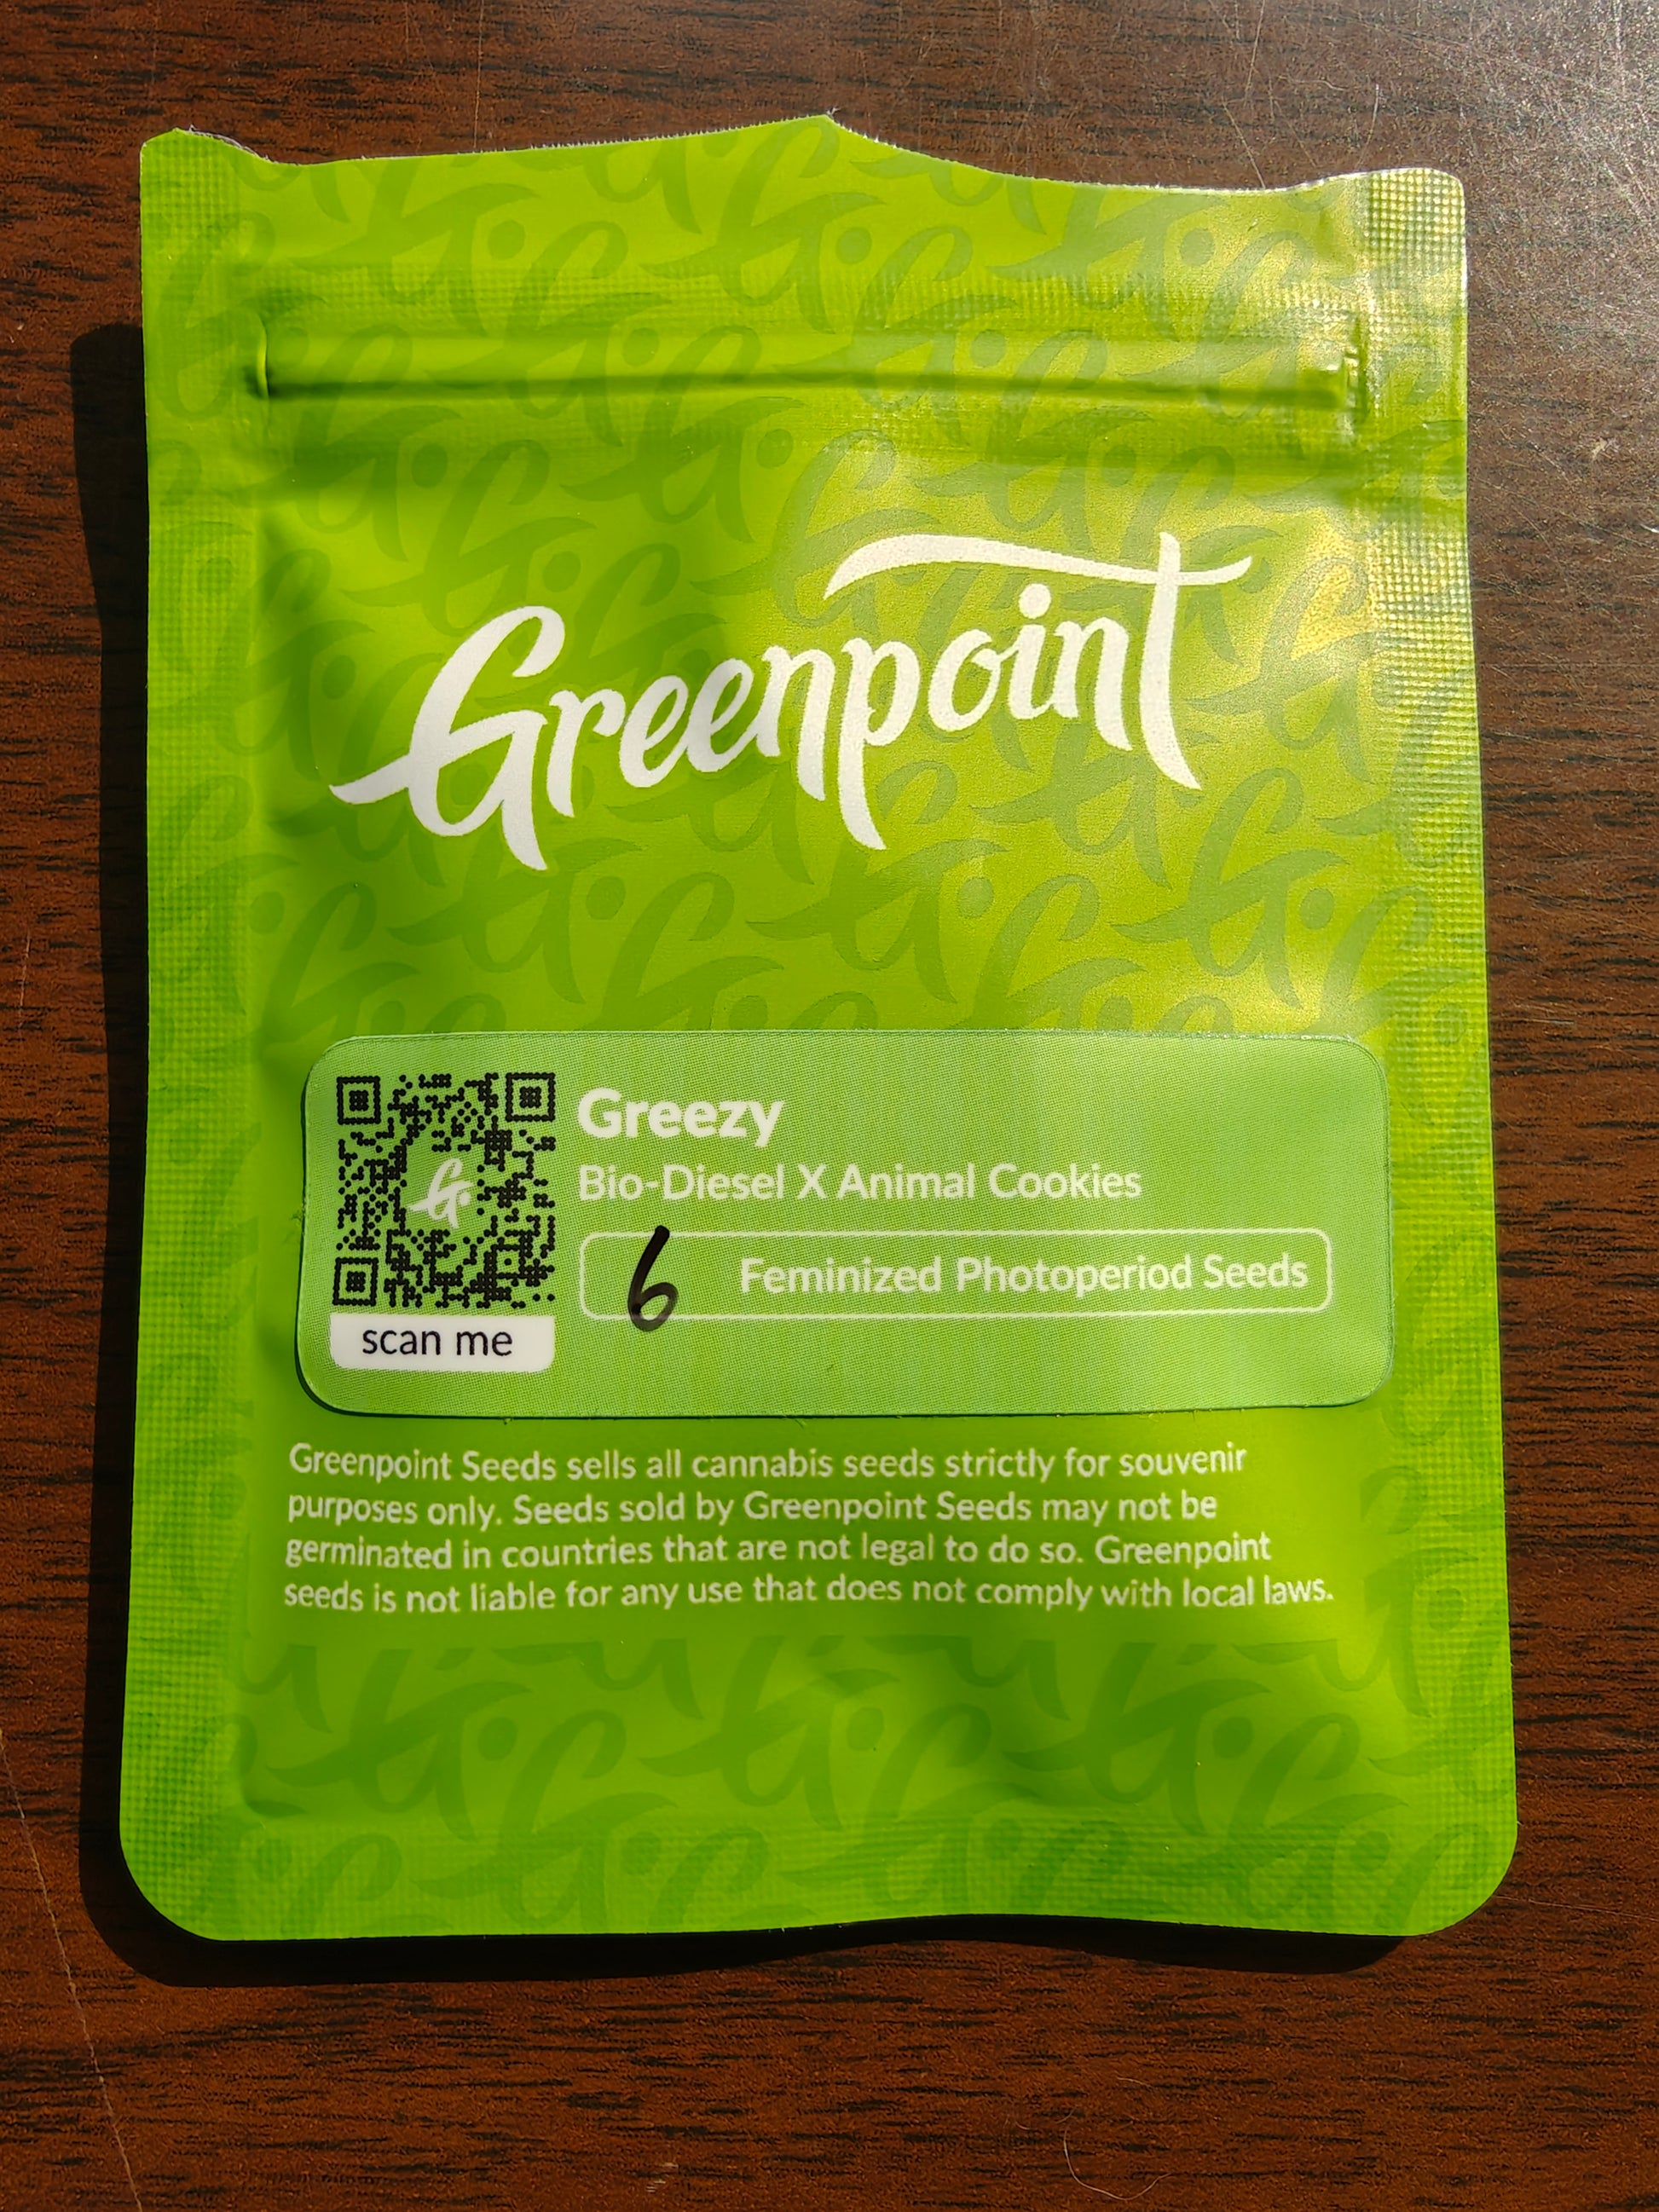 Greenpoint
Greezy
Bio-Diesel X Animal Cookies
6 Feminized Photoperiod Seeds
scan me
Greenpoint Seeds sells all cannabis seeds strictly for souvenir
purposes only. Seeds sold by Greenpoint Seeds may not be
germinated in countries that are not legal to do so. Greenpoint
seeds is not liable for any use that does not comply with local laws.